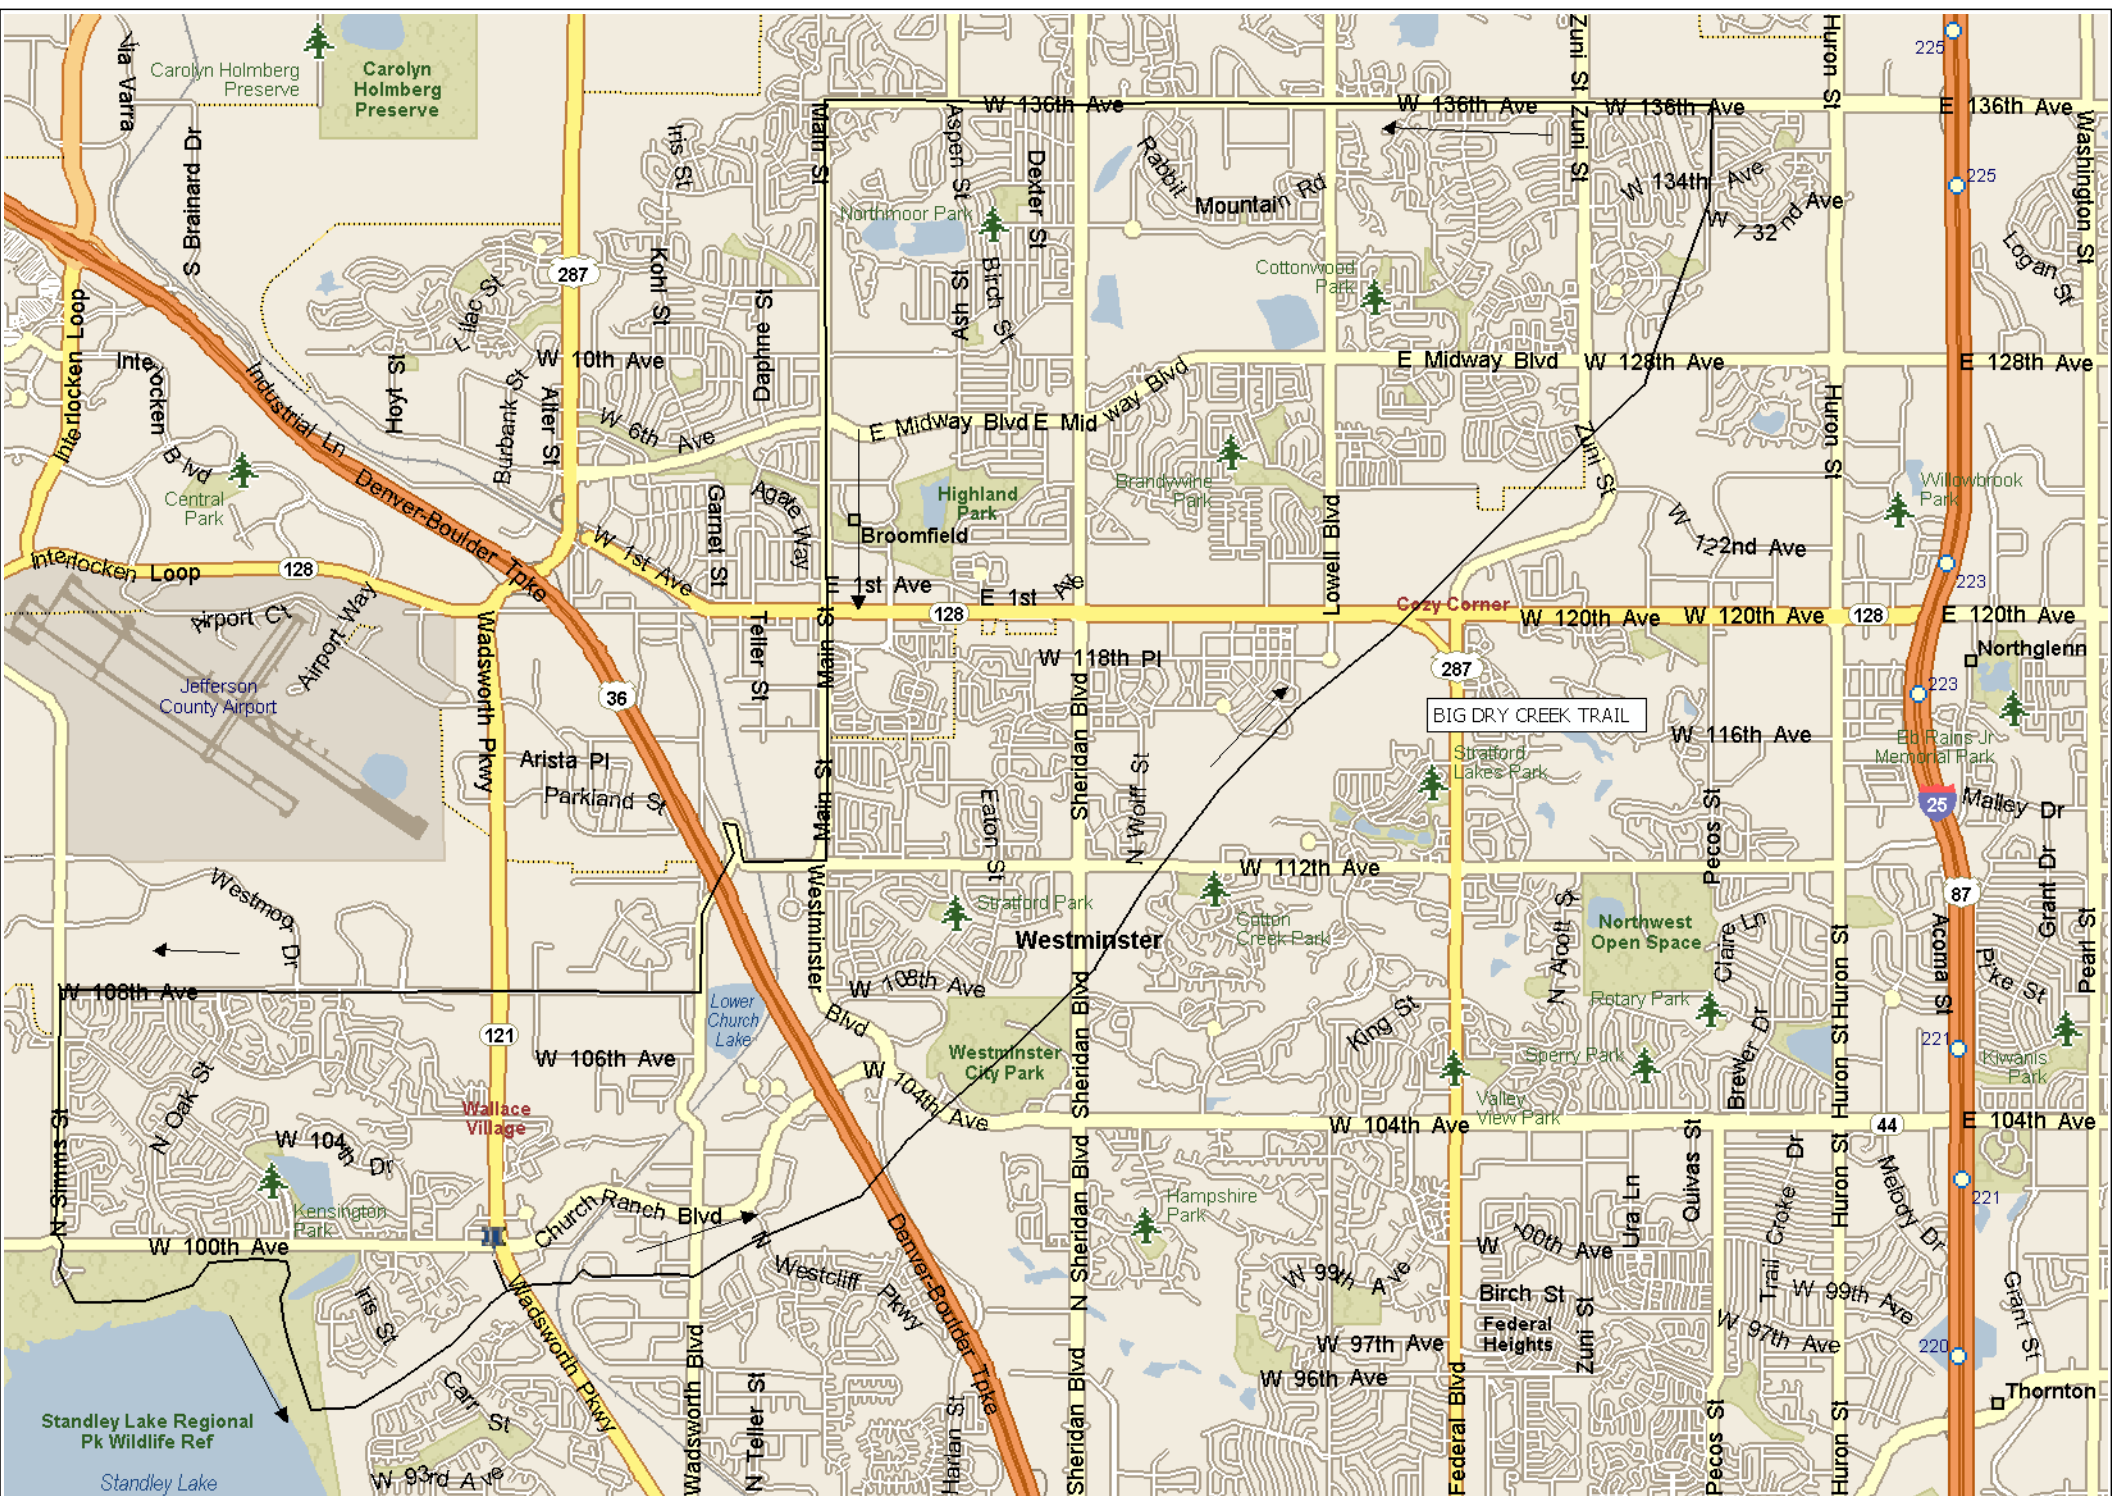 225
Carolyn Holmberg
Preserve
Carolyn
Holmberg
Preserve
Via Varra
S Brainard Dr
Iris St
Main St
W 136th Ave
W 136th Ave
W 136th Ave
E 136th Ave
Aspen St
Dexter St
Rabbit
Mountain Rd
Zuni St
Zuni St
Huron St
W 134th Ave
W 132nd Ave
225
Washington St
Logan St
Northmoor Park
Ash St
Birch St
Cottonwood
Park
287
Kohl St
Daphne St
Lilac St
Interlocken Loop
Interlocken
Blvd
Industrial Ln
Hoyt St
Burbank St
Alter St
W 10th Ave
W 6th Ave
E Midway Blvd
E Midway Blvd
E Midway Blvd
W 128th Ave
E 128th Ave
Huron St
Zuni St
Central
Park
Denver-Boulder Tpke
Garnet St
Agate Way
Highland
Park
Brandywine
Park
Broomfield
Lowell Blvd
Willowbrook
Park
W 122nd Ave
223
Interlocken Loop
128
W 1st Ave
E 1st Ave
E 1st Ave
128
Cozy Corner
W 120th Ave
W 120th Ave
128
E 120th Ave
Northglenn
Airport Ct
Airport Way
Jefferson
County Airport
Wadsworth Pkwy
Teller St
Main St
W 118th Pl
287
223
36
Sheridan Blvd
BIG DRY CREEK TRAIL
W 116th Ave
Eb Rains Jr
Memorial Park
Arista Pl
Parkland St
Main St
Eaton St
N Wolff St
Stratford
Lakes Park
Pecos St
25
Malley Dr
Grant Dr
W 112th Ave
87
Westmoor Dr
Westminster
Blvd
Stratford Park
Cotton
Creek Park
Westminster
Northwest
Open Space
N Alcott St
Claire Ln
Huron St
Acoma St
Pike St
Pearl St
W 108th Ave
W 108th Ave
Lower
Church
Lake
121
W 106th Ave
Sheridan Blvd
King St
Rotary Park
Sperry Park
Brewer Dr
Huron St
221
Kiwanis
Park
Westminster
City Park
W 104th Ave
N Oak St
Wallace
Village
Valley
View Park
W 104th Ave
44
E 104th Ave
N Simms St
W 104th Dr
Kensington
Park
Church Ranch Blvd
N Sheridan Blvd
Hampshire
Park
Quivas St
Ura Ln
Croke Dr
Trail
Huron St
Melody Dr
221
W 100th Ave
N
Westcliff Pkwy
Denver-Boulder Tpke
W 100th Ave
W 99th Ave
Birch St
Federal
Heights
Zuni St
W 99th Ave
W 97th Ave
Grant St
220
Iris St
Wadsworth Pkwy
Carr St
Wadsworth Blvd
N Teller St
Harlan St
Sheridan Blvd
W 97th Ave
W 96th Ave
Federal Blvd
Pecos St
Huron St
Thornton
Standley Lake Regional
Pk Wildlife Ref
Standley Lake
W 93rd Ave